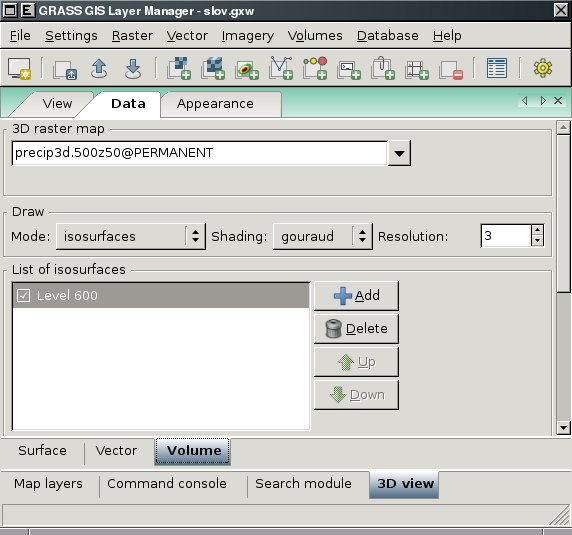 GRASS GIS Layer Manager - slov.gxw
File Settings Raster Vector Imagery Volumes Database Help
View Data Appearance
3D raster map
precip3d.500z50@PERMANENT
Draw
Mode: isosurfaces Shading: gouraud Resolution: 3
List of isosurfaces
Level 600
Add
Delete
Up
Down
Surface Vector Volume
Map layers Command console Search module 3D view